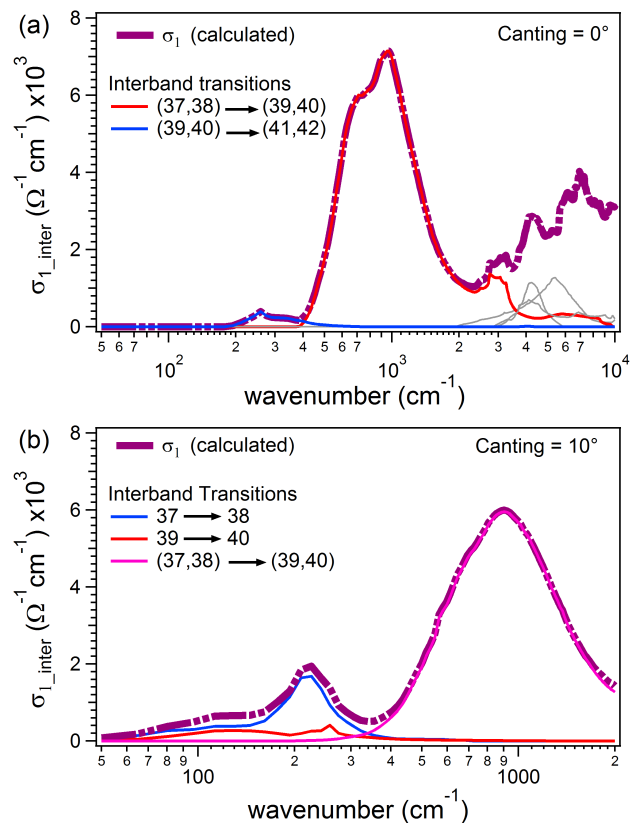 (a)
σ1 (calculated)
Canting = 0°
Interband transitions
(37,38) → (39,40)
(39,40) → (41,42)
σ1_inter (Ω-1 cm-1) x103
8
6
4
2
0
5 6 7 10² 2 3 4 5 6 7 10³ 2 3 4 5 6 7 10⁴
wavenumber (cm-1)
(b)
σ1 (calculated)
Canting = 10°
Interband Transitions
37 → 38
39 → 40
(37,38) → (39,40)
σ1_inter (Ω-1 cm-1) x103
8
6
4
2
0
5 6 7 8 9 100 2 3 4 5 6 7 8 9 1000 2
wavenumber (cm-1)